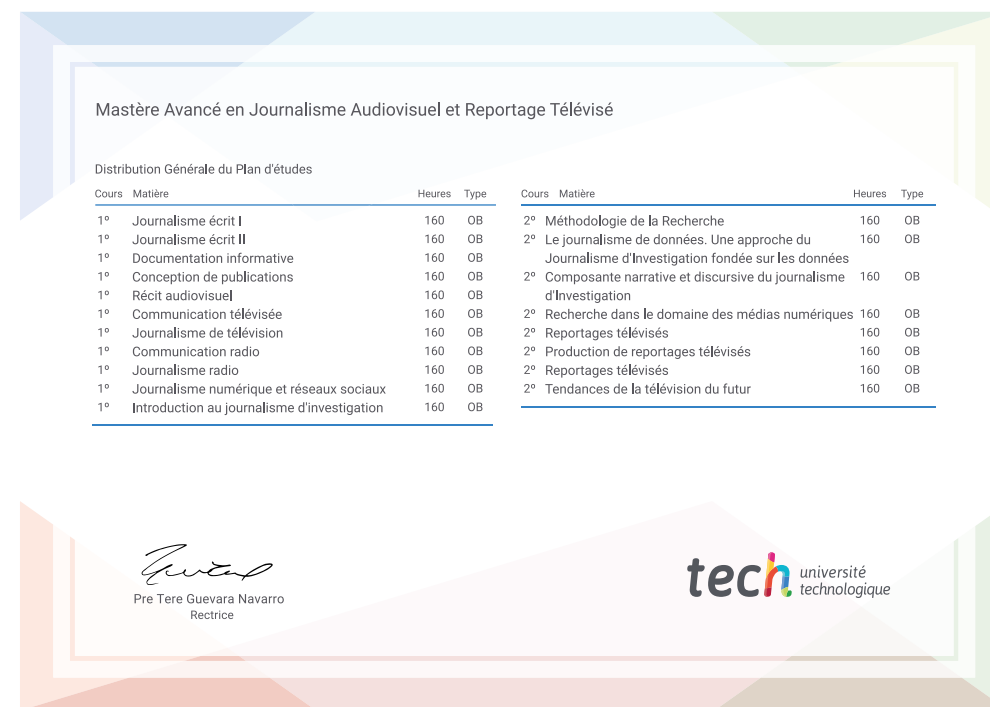 Mastère Avancé en Journalisme Audiovisuel et Reportage Télévisé
Distribution Générale du Plan d'études
Cours Matière Heures Type
1º Journalisme écrit I 160 OB
1º Journalisme écrit II 160 OB
1º Documentation informative 160 OB
1º Conception de publications 160 OB
1º Récit audiovisuel 160 OB
1º Communication télévisée 160 OB
1º Journalisme de télévision 160 OB
1º Communication radio 160 OB
1º Journalisme radio 160 OB
1º Journalisme numérique et réseaux sociaux 160 OB
1º Introduction au journalisme d'investigation 160 OB
Cours Matière Heures Type
2º Méthodologie de la Recherche 160 OB
2º Le journalisme de données. Une approche du 160 OB
Journalisme d'Investigation fondée sur les données
2º Composante narrative et discursive du journalisme 160 OB
d'Investigation
2º Recherche dans le domaine des médias numériques 160 OB
2º Reportages télévisés 160 OB
2º Production de reportages télévisés 160 OB
2º Reportages télévisés 160 OB
2º Tendances de la télévision du futur 160 OB
Pre Tere Guevara Navarro
Rectrice
tech université
technologique